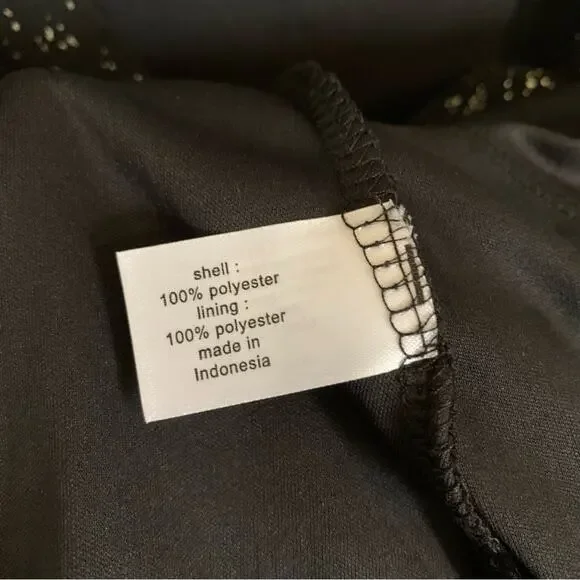 shell :
100% polyester
lining :
100% polyester
made in
Indonesia